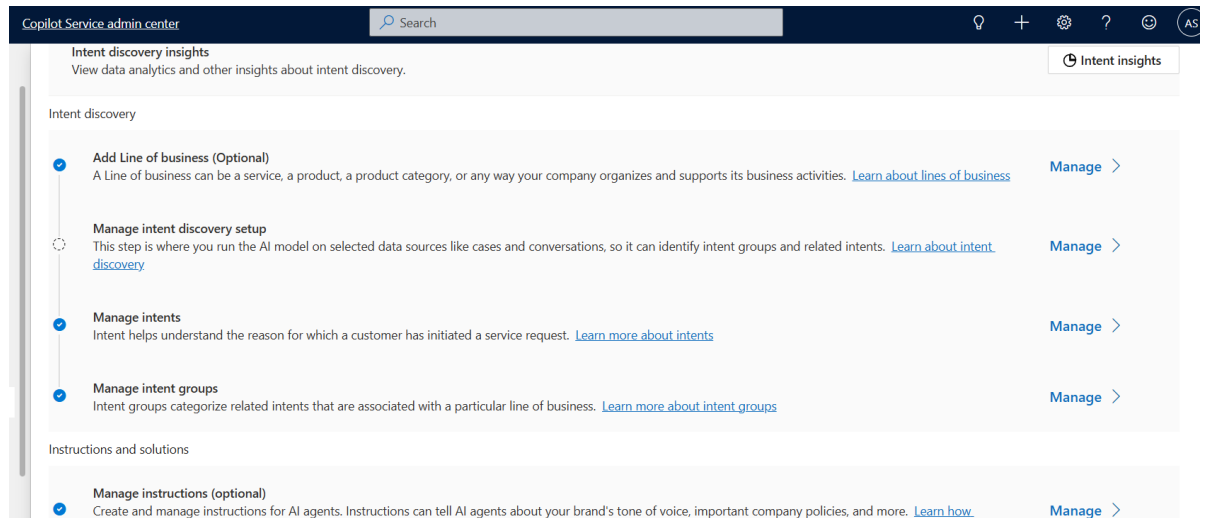 Copilot Service admin center
Search
AS
Intent discovery insights
View data analytics and other insights about intent discovery.
Intent insights
Intent discovery
Add Line of business (Optional)
A Line of business can be a service, a product, a product category, or any way your company organizes and supports its business activities. Learn about lines of business
Manage
Manage intent discovery setup
This step is where you run the AI model on selected data sources like cases and conversations, so it can identify intent groups and related intents. Learn about intent
discovery
Manage
Manage intents
Intent helps understand the reason for which a customer has initiated a service request. Learn more about intents
Manage
Manage intent groups
Intent groups categorize related intents that are associated with a particular line of business. Learn more about intent groups
Manage
Instructions and solutions
Manage instructions (optional)
Create and manage instructions for AI agents. Instructions can tell AI agents about your brand's tone of voice, important company policies, and more. Learn how
Manage